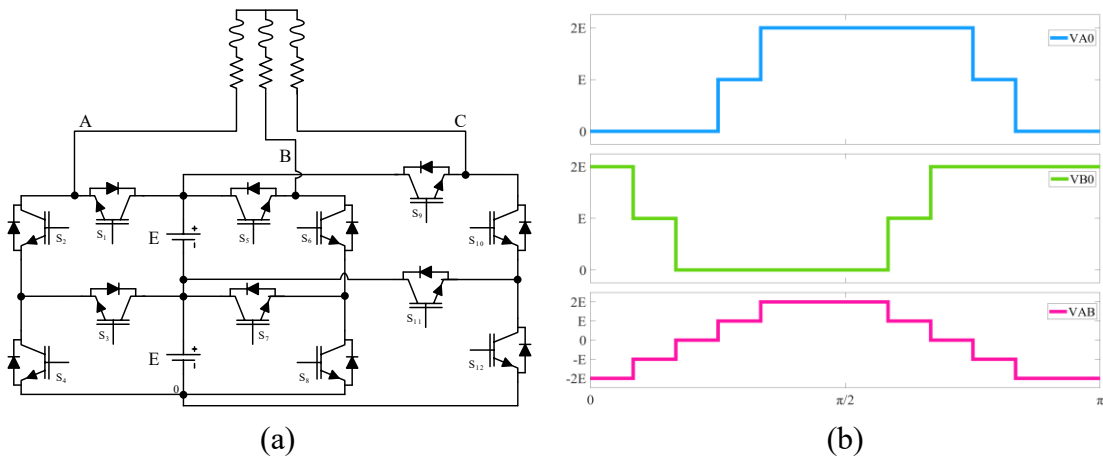 A
C
B
S₁
S₂
S₃
S₄
E
+
-
E
+
-
0
S₅
S₆
S₇
S₈
S₉
S₁₀
S₁₁
S₁₂
(a)
2E
E
0
VA0
2E
E
0
VB0
2E
E
0
-E
-2E
VAB
0
π/2
π
(b)